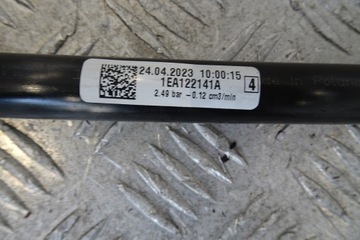 24.04.2023 10:00:15
1EA122141A
4
2.49 bar -0.12 cm3/min